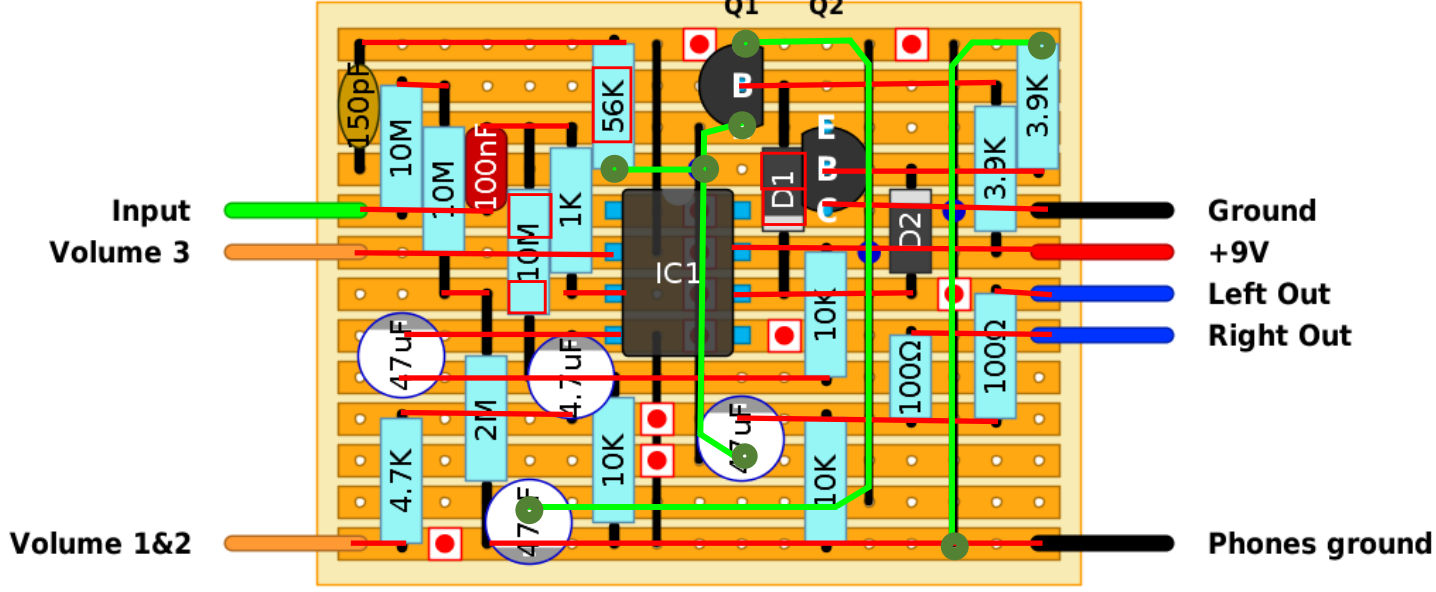 Q1 Q2
150pF
10M
10M
100nF
10M
1K
56K
B
E
B
C
D1
D2
3.9K
3.9K
Input
Volume 3
Ground
+9V
Left Out
Right Out
IC1
47uF
2M
4.7uF
10K
100Ω
100Ω
4.7K
10K
47uF
10K
Volume 1&2
Phones ground